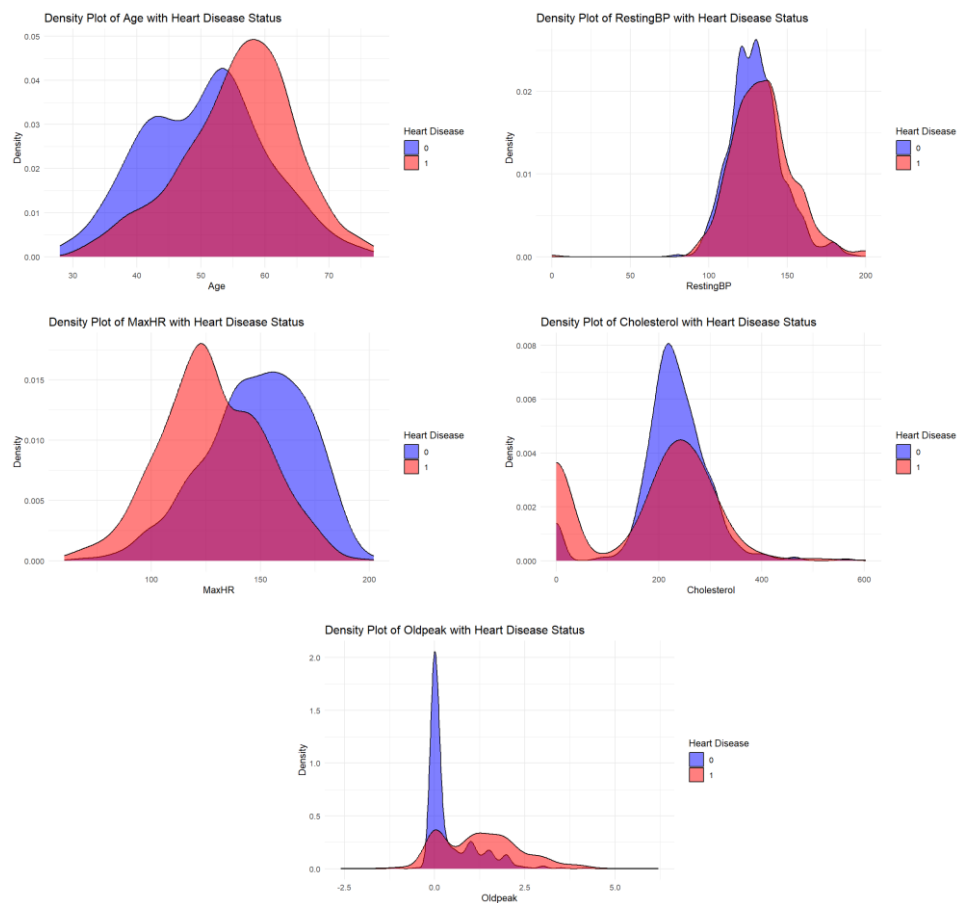 Density Plot of Age with Heart Disease Status
0.05
0.04
0.03
0.02
0.01
0.00
Density
30 40 50 60 70
Age
Heart Disease
0
1
Density Plot of RestingBP with Heart Disease Status
0.02
0.01
0.00
Density
0 50 100 150 200
RestingBP
Heart Disease
0
1
Density Plot of MaxHR with Heart Disease Status
0.015
0.010
0.005
0.000
Density
100 150 200
MaxHR
Heart Disease
0
1
Density Plot of Cholesterol with Heart Disease Status
0.008
0.006
0.004
0.002
0.000
Density
0 200 400 600
Cholesterol
Heart Disease
0
1
Density Plot of Oldpeak with Heart Disease Status
2.0
1.5
1.0
0.5
0.0
Density
-2.5 0.0 2.5 5.0
Oldpeak
Heart Disease
0
1